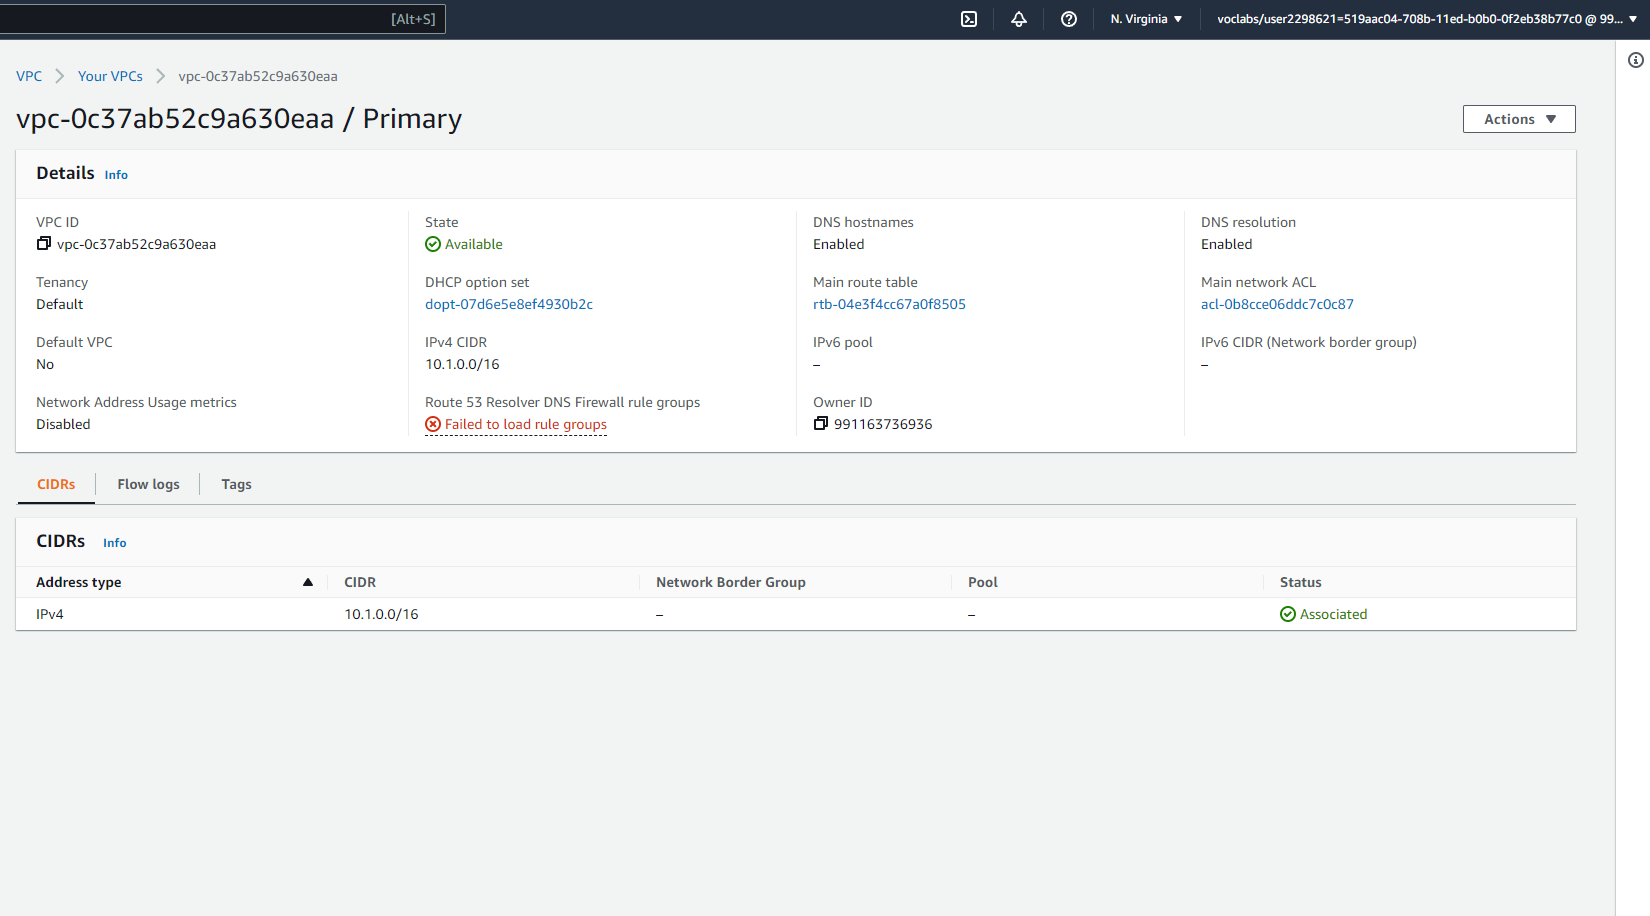 [Alt+S]
N. Virginia
voclabs/user2298621=519aac04-708b-11ed-b0b0-0f2eb38b77c0 @ 99...
VPC
Your VPCs
vpc-0c37ab52c9a630eaa
vpc-0c37ab52c9a630eaa / Primary
Actions
Details Info
VPC ID
vpc-0c37ab52c9a630eaa
State
Available
DNS hostnames
Enabled
DNS resolution
Enabled
Tenancy
Default
DHCP option set
dopt-07d6e5e8ef4930b2c
Main route table
rtb-04e3f4cc67a0f8505
Main network ACL
acl-0b8cce06ddc7c0c87
Default VPC
No
IPv4 CIDR
10.1.0.0/16
IPv6 pool
–
IPv6 CIDR (Network border group)
–
Network Address Usage metrics
Disabled
Route 53 Resolver DNS Firewall rule groups
Failed to load rule groups
Owner ID
991163736936
CIDRs
Flow logs
Tags
CIDRs Info
Address type CIDR Network Border Group Pool Status
IPv4 10.1.0.0/16 – – Associated